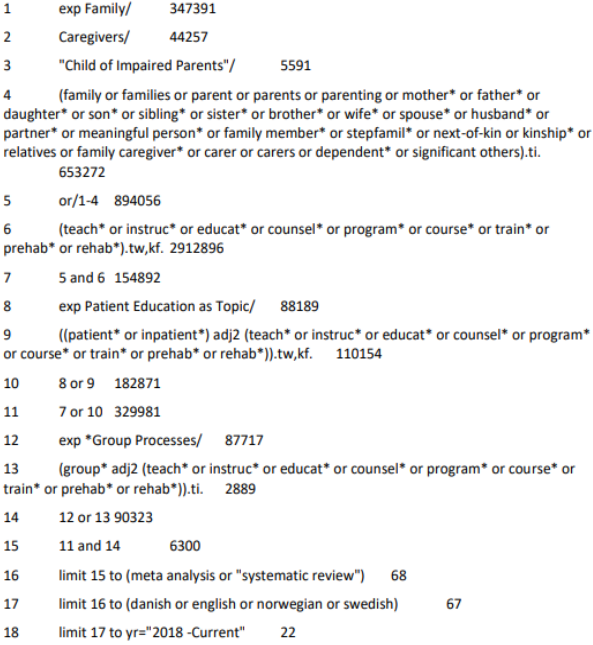 1 exp Family/ 347391
2 Caregivers/ 44257
3 "Child of Impaired Parents"/ 5591
4 (family or families or parent or parents or parenting or mother* or father* or
daughter* or son* or sibling* or sister* or brother* or wife* or spouse* or husband* or
partner* or meaningful person* or family member* or stepfamil* or next-of-kin or kinship* or
relatives or family caregiver* or carer or carers or dependent* or significant others).ti.
653272
5 or/1-4 894056
6 (teach* or instruc* or educat* or counsel* or program* or course* or train* or
prehab* or rehab*).tw,kf. 2912896
7 5 and 6 154892
8 exp Patient Education as Topic/ 88189
9 ((patient* or inpatient*) adj2 (teach* or instruc* or educat* or counsel* or program*
or course* or train* or prehab* or rehab*)).tw,kf. 110154
10 8 or 9 182871
11 7 or 10 329981
12 exp *Group Processes/ 87717
13 (group* adj2 (teach* or instruc* or educat* or counsel* or program* or course* or
train* or prehab* or rehab*)).ti. 2889
14 12 or 13 90323
15 11 and 14 6300
16 limit 15 to (meta analysis or "systematic review") 68
17 limit 16 to (danish or english or norwegian or swedish) 67
18 limit 17 to yr="2018 -Current" 22